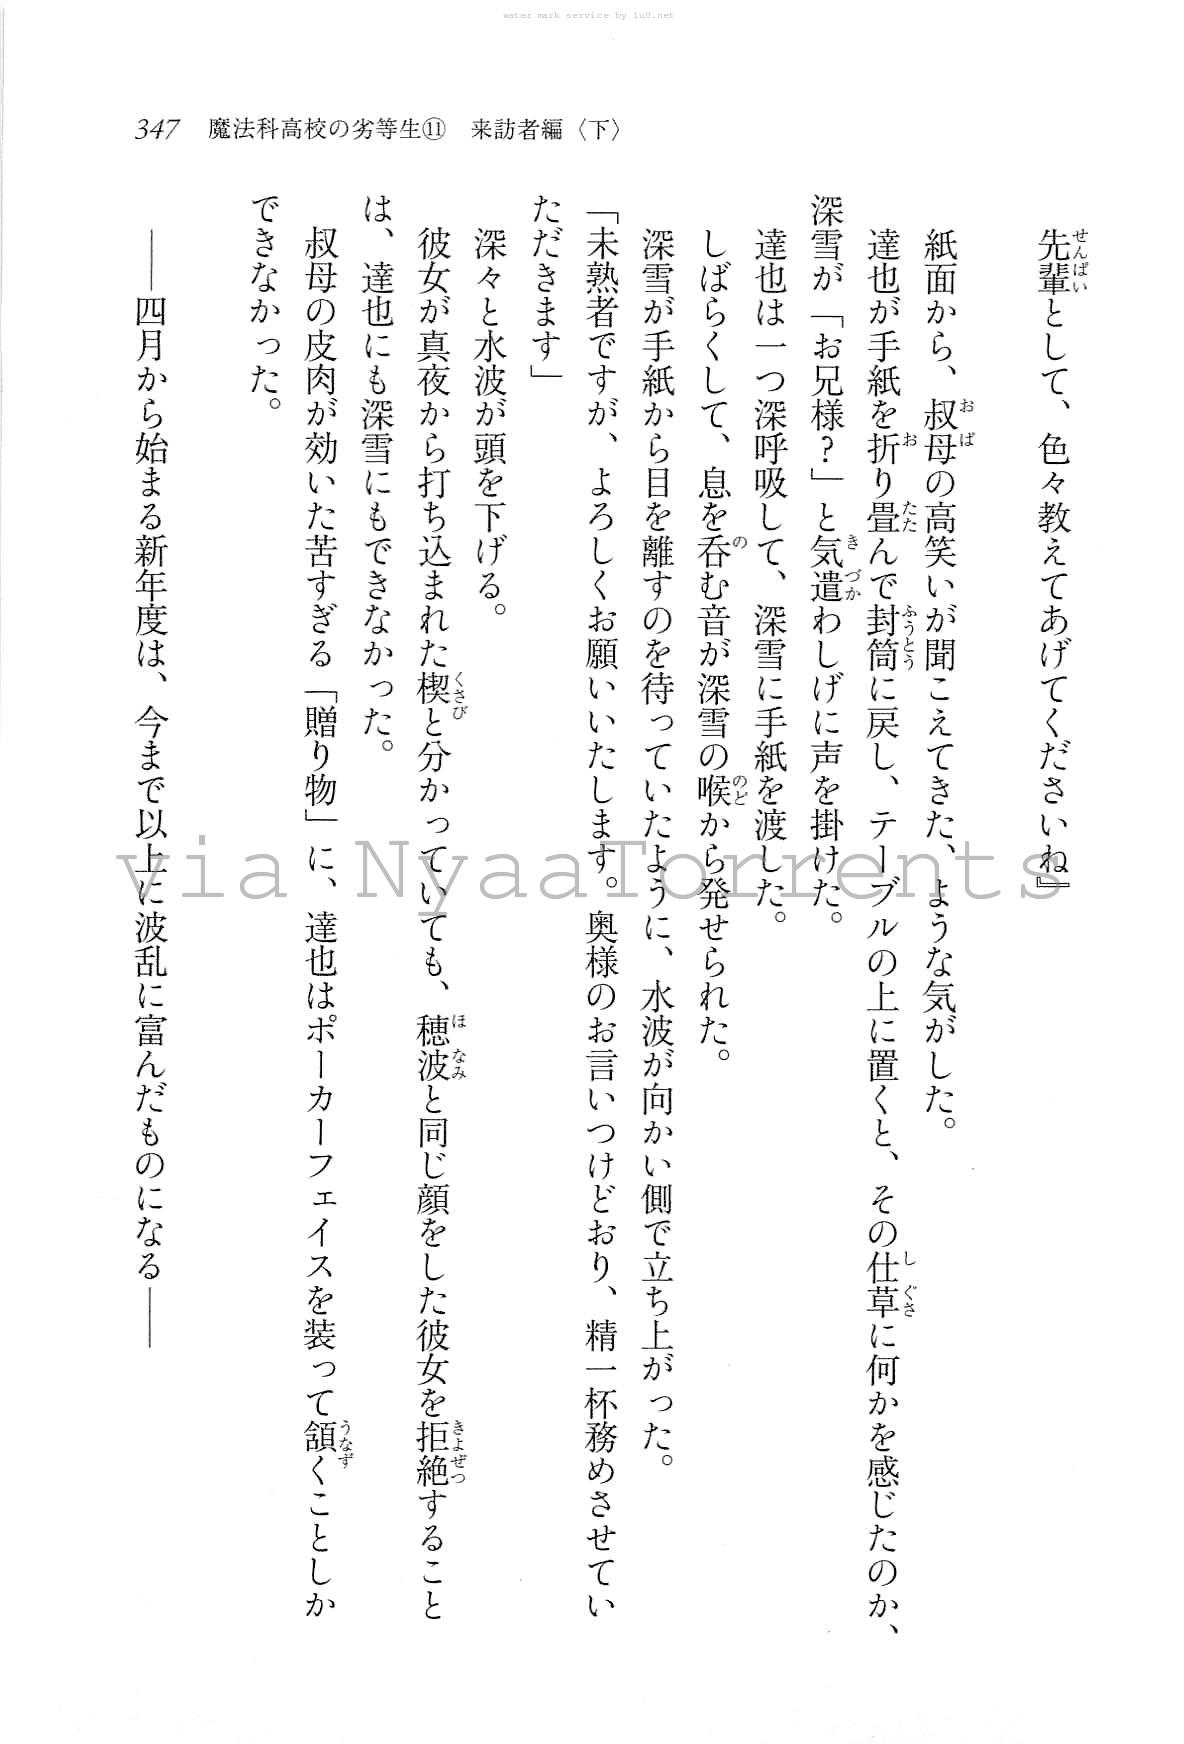 water mark service by lu0.net
347 魔法科高校の劣等生⑪ 来訪者編〈下〉
先輩として、色々教えてあげてくださいね』
紙面から、叔母の高笑いが聞こえてきた、ような気がした。
達也が手紙を折り畳んで封筒に戻し、テーブルの上に置くと、その仕草に何かを感じたのか、
深雪が「お兄様?」と気遣わしげに声を掛けた。
達也は一つ深呼吸して、深雪に手紙を渡した。
しばらくして、息を呑む音が深雪の喉から発せられた。
深雪が手紙から目を離すのを待っていたように、水波が向かい側で立ち上がった。
「未熟者ですが、よろしくお願いいたします。奥様のお言いつけどおり、精一杯務めさせてい
ただきます」
深々と水波が頭を下げる。
彼女が真夜から打ち込まれた楔と分かっていても、穂波と同じ顔をした彼女を拒絶すること
は、達也にも深雪にもできなかった。
叔母の皮肉が効いた苦すぎる「贈り物」に、達也はポーカーフェイスを装って頷くことしか
できなかった。
――四月から始まる新年度は、今まで以上に波乱に富んだものになる――
via NyaaTorrents